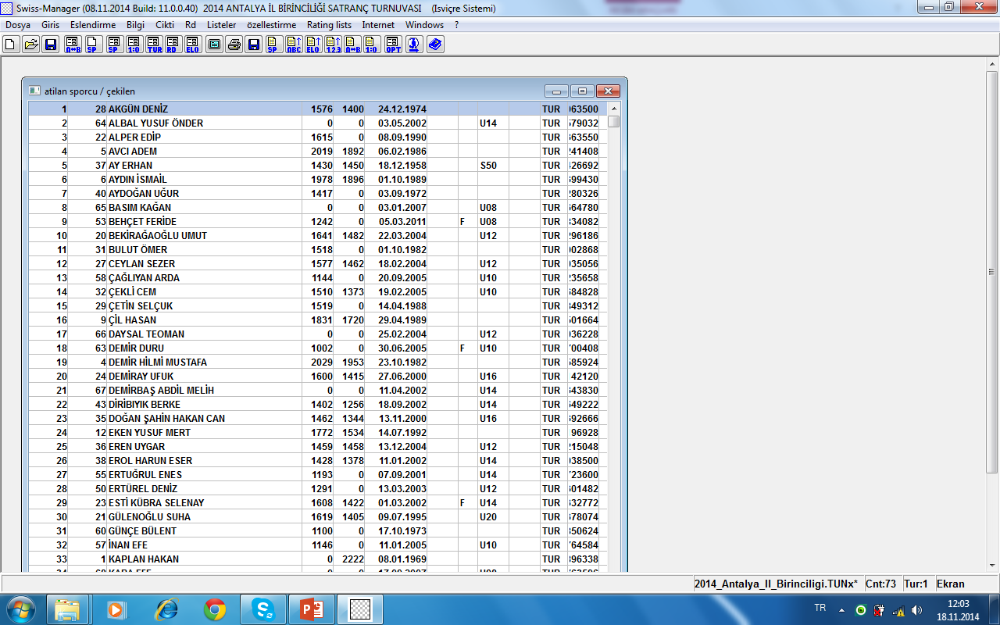 Swiss-Manager (08.11.2014 Build: 11.0.0.40) 2014 ANTALYA İL BİRİNCİLİĞİ SATRANÇ TURNUVASI (Isviçre Sistemi)
Dosya Giris Eslendirme Bilgi Cikti Rd Listeler özellestirme Rating lists Internet Windows ?
A↔B SP SP 1:0 TUR RD ELO SP ABC ELO 1.2.3 A↔B 1:0 OPT
atilan sporcu / çekilen
1 28 AKGÜN DENİZ 1576 1400 24.12.1974 TUR 063500
2 64 ALBAL YUSUF ÖNDER 0 0 03.05.2002 U14 TUR 579032
3 22 ALPER EDİP 1615 0 08.09.1990 TUR 363550
4 5 AVCI ADEM 2019 1892 06.02.1986 TUR 241408
5 37 AY ERHAN 1430 1450 18.12.1958 S50 TUR 326692
6 6 AYDIN İSMAİL 1978 1896 01.10.1989 TUR 399430
7 40 AYDOĞAN UĞUR 1417 0 03.09.1972 TUR 280326
8 65 BASIM KAĞAN 0 0 03.01.2007 U08 TUR 564780
9 53 BEHÇET FERİDE 1242 0 05.03.2011 F U08 TUR 334082
10 20 BEKİRAĞAOĞLU UMUT 1641 1482 22.03.2004 U12 TUR 296186
11 31 BULUT ÖMER 1518 0 01.10.1982 TUR 002868
12 27 CEYLAN SEZER 1577 1462 18.02.2004 U12 TUR 035056
13 58 ÇAĞLIYAN ARDA 1144 0 20.09.2005 U10 TUR 235658
14 32 ÇEKLİ CEM 1510 1373 19.02.2005 U10 TUR 584828
15 29 ÇETİN SELÇUK 1519 0 14.04.1988 TUR 349312
16 9 ÇİL HASAN 1831 1720 29.04.1989 TUR 501664
17 66 DAYSAL TEOMAN 0 0 25.02.2004 U12 TUR 036228
18 63 DEMİR DURU 1002 0 30.06.2005 F U10 TUR 700408
19 4 DEMİR HİLMİ MUSTAFA 2029 1953 23.10.1982 TUR 585924
20 24 DEMİRAY UFUK 1600 1415 27.06.2000 U16 TUR 42120
21 67 DEMİRBAŞ ABDİL MELİH 0 0 11.04.2002 U14 TUR 343830
22 43 DİRİBIYIK BERKE 1402 1256 18.09.2002 U14 TUR 549222
23 35 DOĞAN ŞAHİN HAKAN CAN 1462 1344 13.11.2000 U16 TUR 392666
24 12 EKEN YUSUF MERT 1772 1534 14.07.1992 TUR 96928
25 36 EREN UYGAR 1459 1458 13.12.2004 U12 TUR 215048
26 38 EROL HARUN ESER 1428 1378 11.01.2002 U14 TUR 038500
27 55 ERTUĞRUL ENES 1193 0 07.09.2001 U14 TUR 723600
28 50 ERTÜREL DENİZ 1291 0 13.03.2003 U12 TUR 301482
29 23 ESTİ KÜBRA SELENAY 1608 1422 01.03.2002 F U14 TUR 532772
30 21 GÜLENOĞLU SUHA 1619 1405 09.07.1995 U20 TUR 378074
31 60 GÜNÇE BÜLENT 1100 0 17.10.1973 TUR 350624
32 57 İNAN EFE 1146 0 11.01.2005 U10 TUR 764584
33 1 KAPLAN HAKAN 0 2222 08.01.1969 TUR 396338
2014_Antalya_Il_Birinciligi.TUNx* Cnt:73 Tur:1 Ekran
TR 12:03
18.11.2014